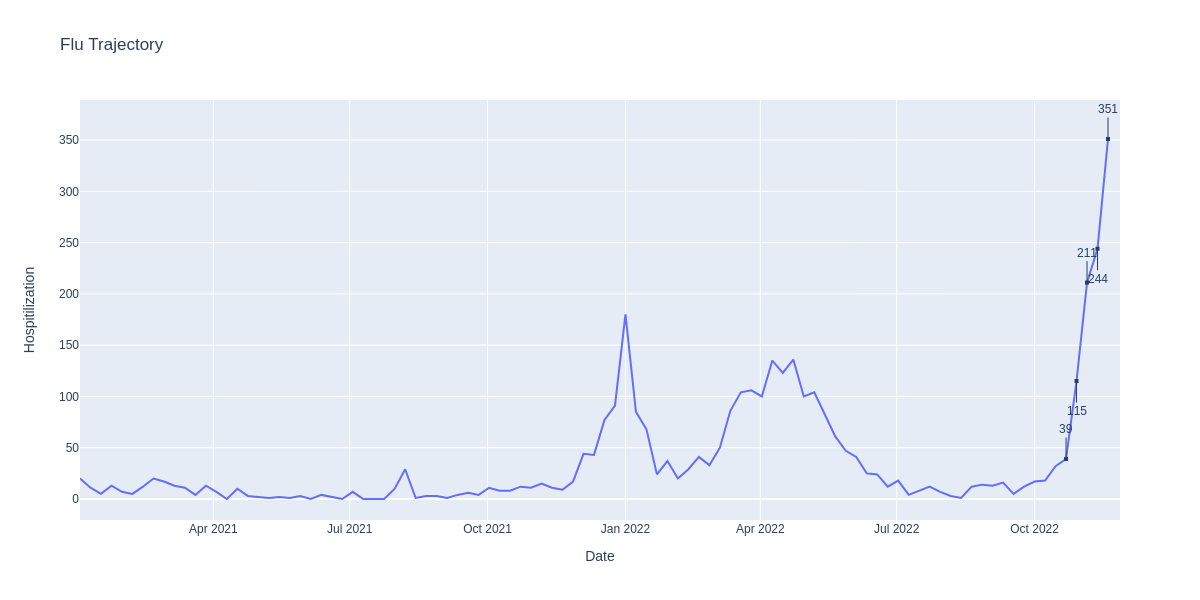 Flu Trajectory
351
350
300
250
211
244
200
150
100
115
39
50
0
Hospitilization
Apr 2021
Jul 2021
Oct 2021
Jan 2022
Apr 2022
Jul 2022
Oct 2022
Date